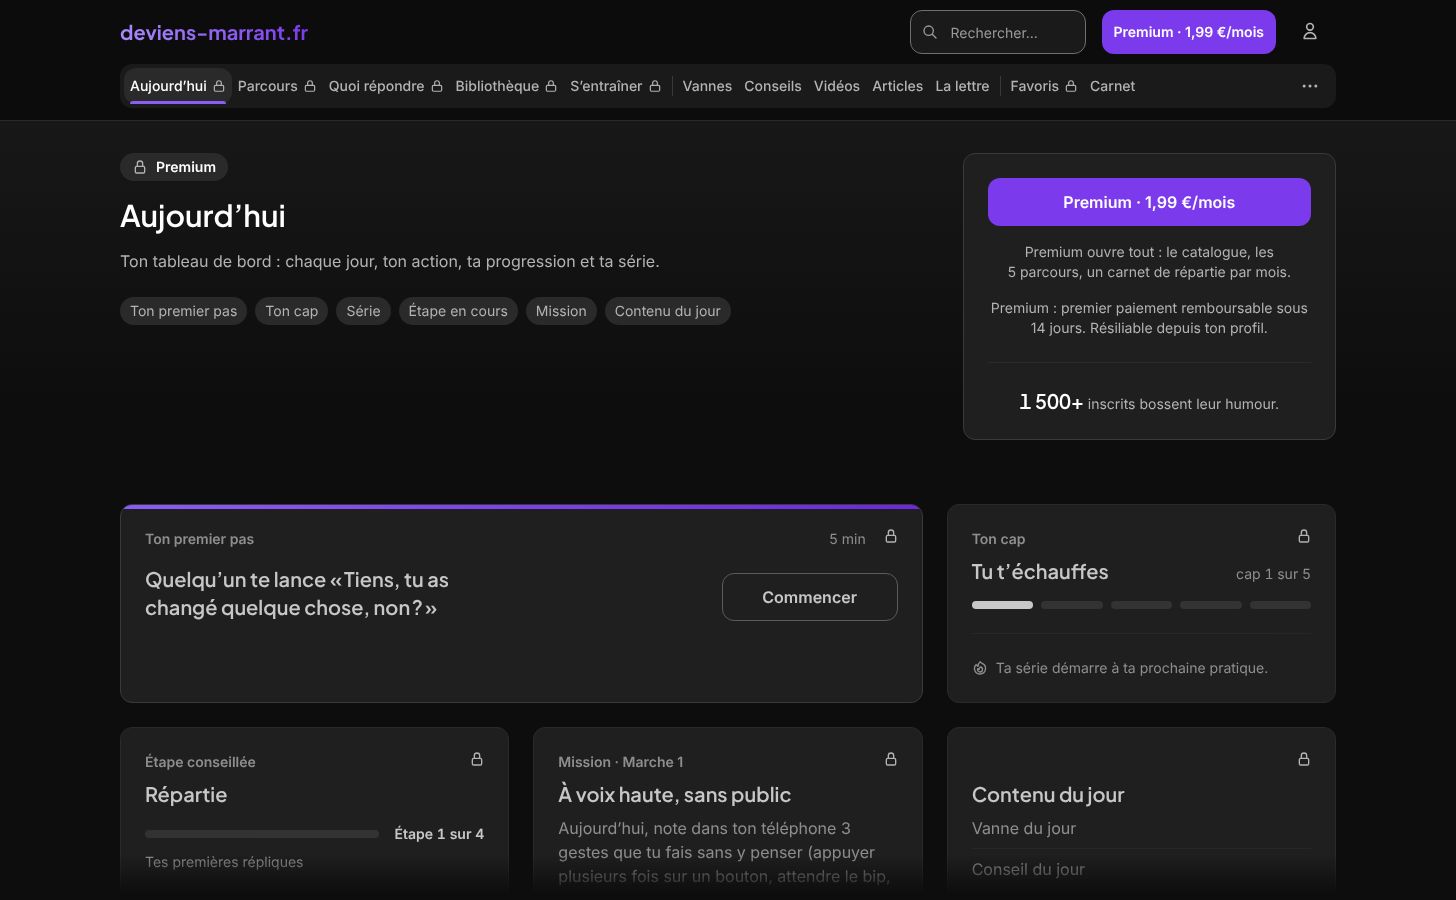 deviens-marrant.fr
Rechercher...
Premium · 1,99 €/mois
Aujourd’hui Parcours Quoi répondre Bibliothèque S’entraîner Vannes Conseils Vidéos Articles La lettre Favoris Carnet
Premium
Aujourd’hui
Ton tableau de bord : chaque jour, ton action, ta progression et ta série.
Ton premier pas Ton cap Série Étape en cours Mission Contenu du jour
Premium · 1,99 €/mois
Premium ouvre tout : le catalogue, les
5 parcours, un carnet de répartie par mois.
Premium : premier paiement remboursable sous
14 jours. Résiliable depuis ton profil.
1 500+ inscrits bossent leur humour.
Ton premier pas
5 min
Quelqu’un te lance « Tiens, tu as
changé quelque chose, non ? »
Commencer
Ton cap
Tu t’échauffes
cap 1 sur 5
Ta série démarre à ta prochaine pratique.
Étape conseillée
Répartie
Étape 1 sur 4
Tes premières répliques
Mission · Marche 1
À voix haute, sans public
Aujourd’hui, note dans ton téléphone 3
gestes que tu fais sans y penser (appuyer
plusieurs fois sur un bouton, attendre le bip,
Contenu du jour
Vanne du jour
Conseil du jour